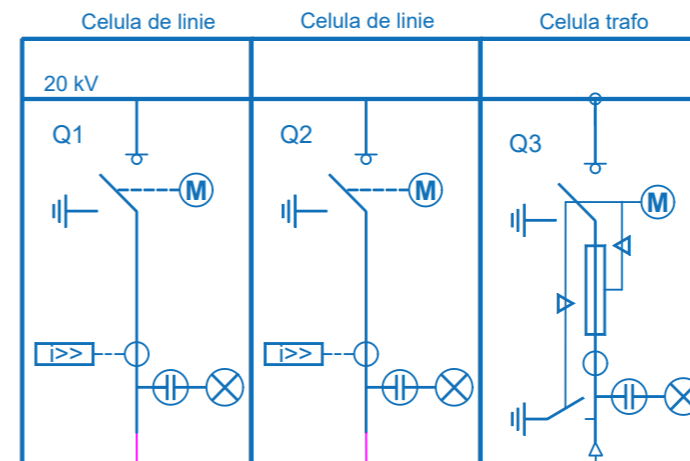 Celula de linie Celula de linie Celula trafo
20 kV
Q1 Q2 Q3
M M M
i>> i>>